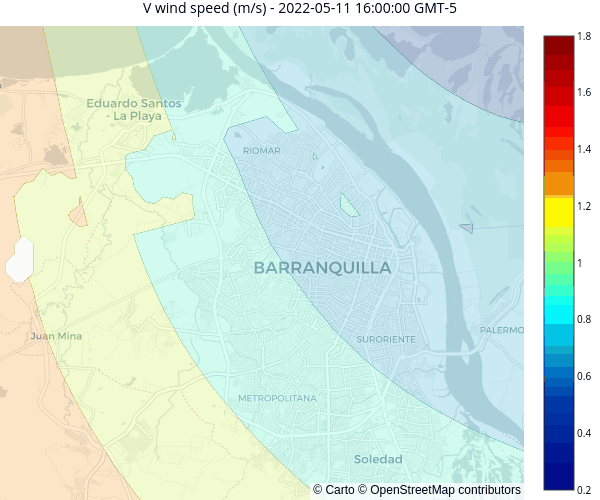 V wind speed (m/s) - 2022-05-11 16:00:00 GMT-5
1.8
1.6
1.4
1.2
1
0.8
0.6
0.4
0.2
Eduardo Santos
- La Playa
RIOMAR
BARRANQUILLA
Juan Mina
SURORIENTE
PALERMO
METROPOLITANA
Soledad
© Carto © OpenStreetMap contributors